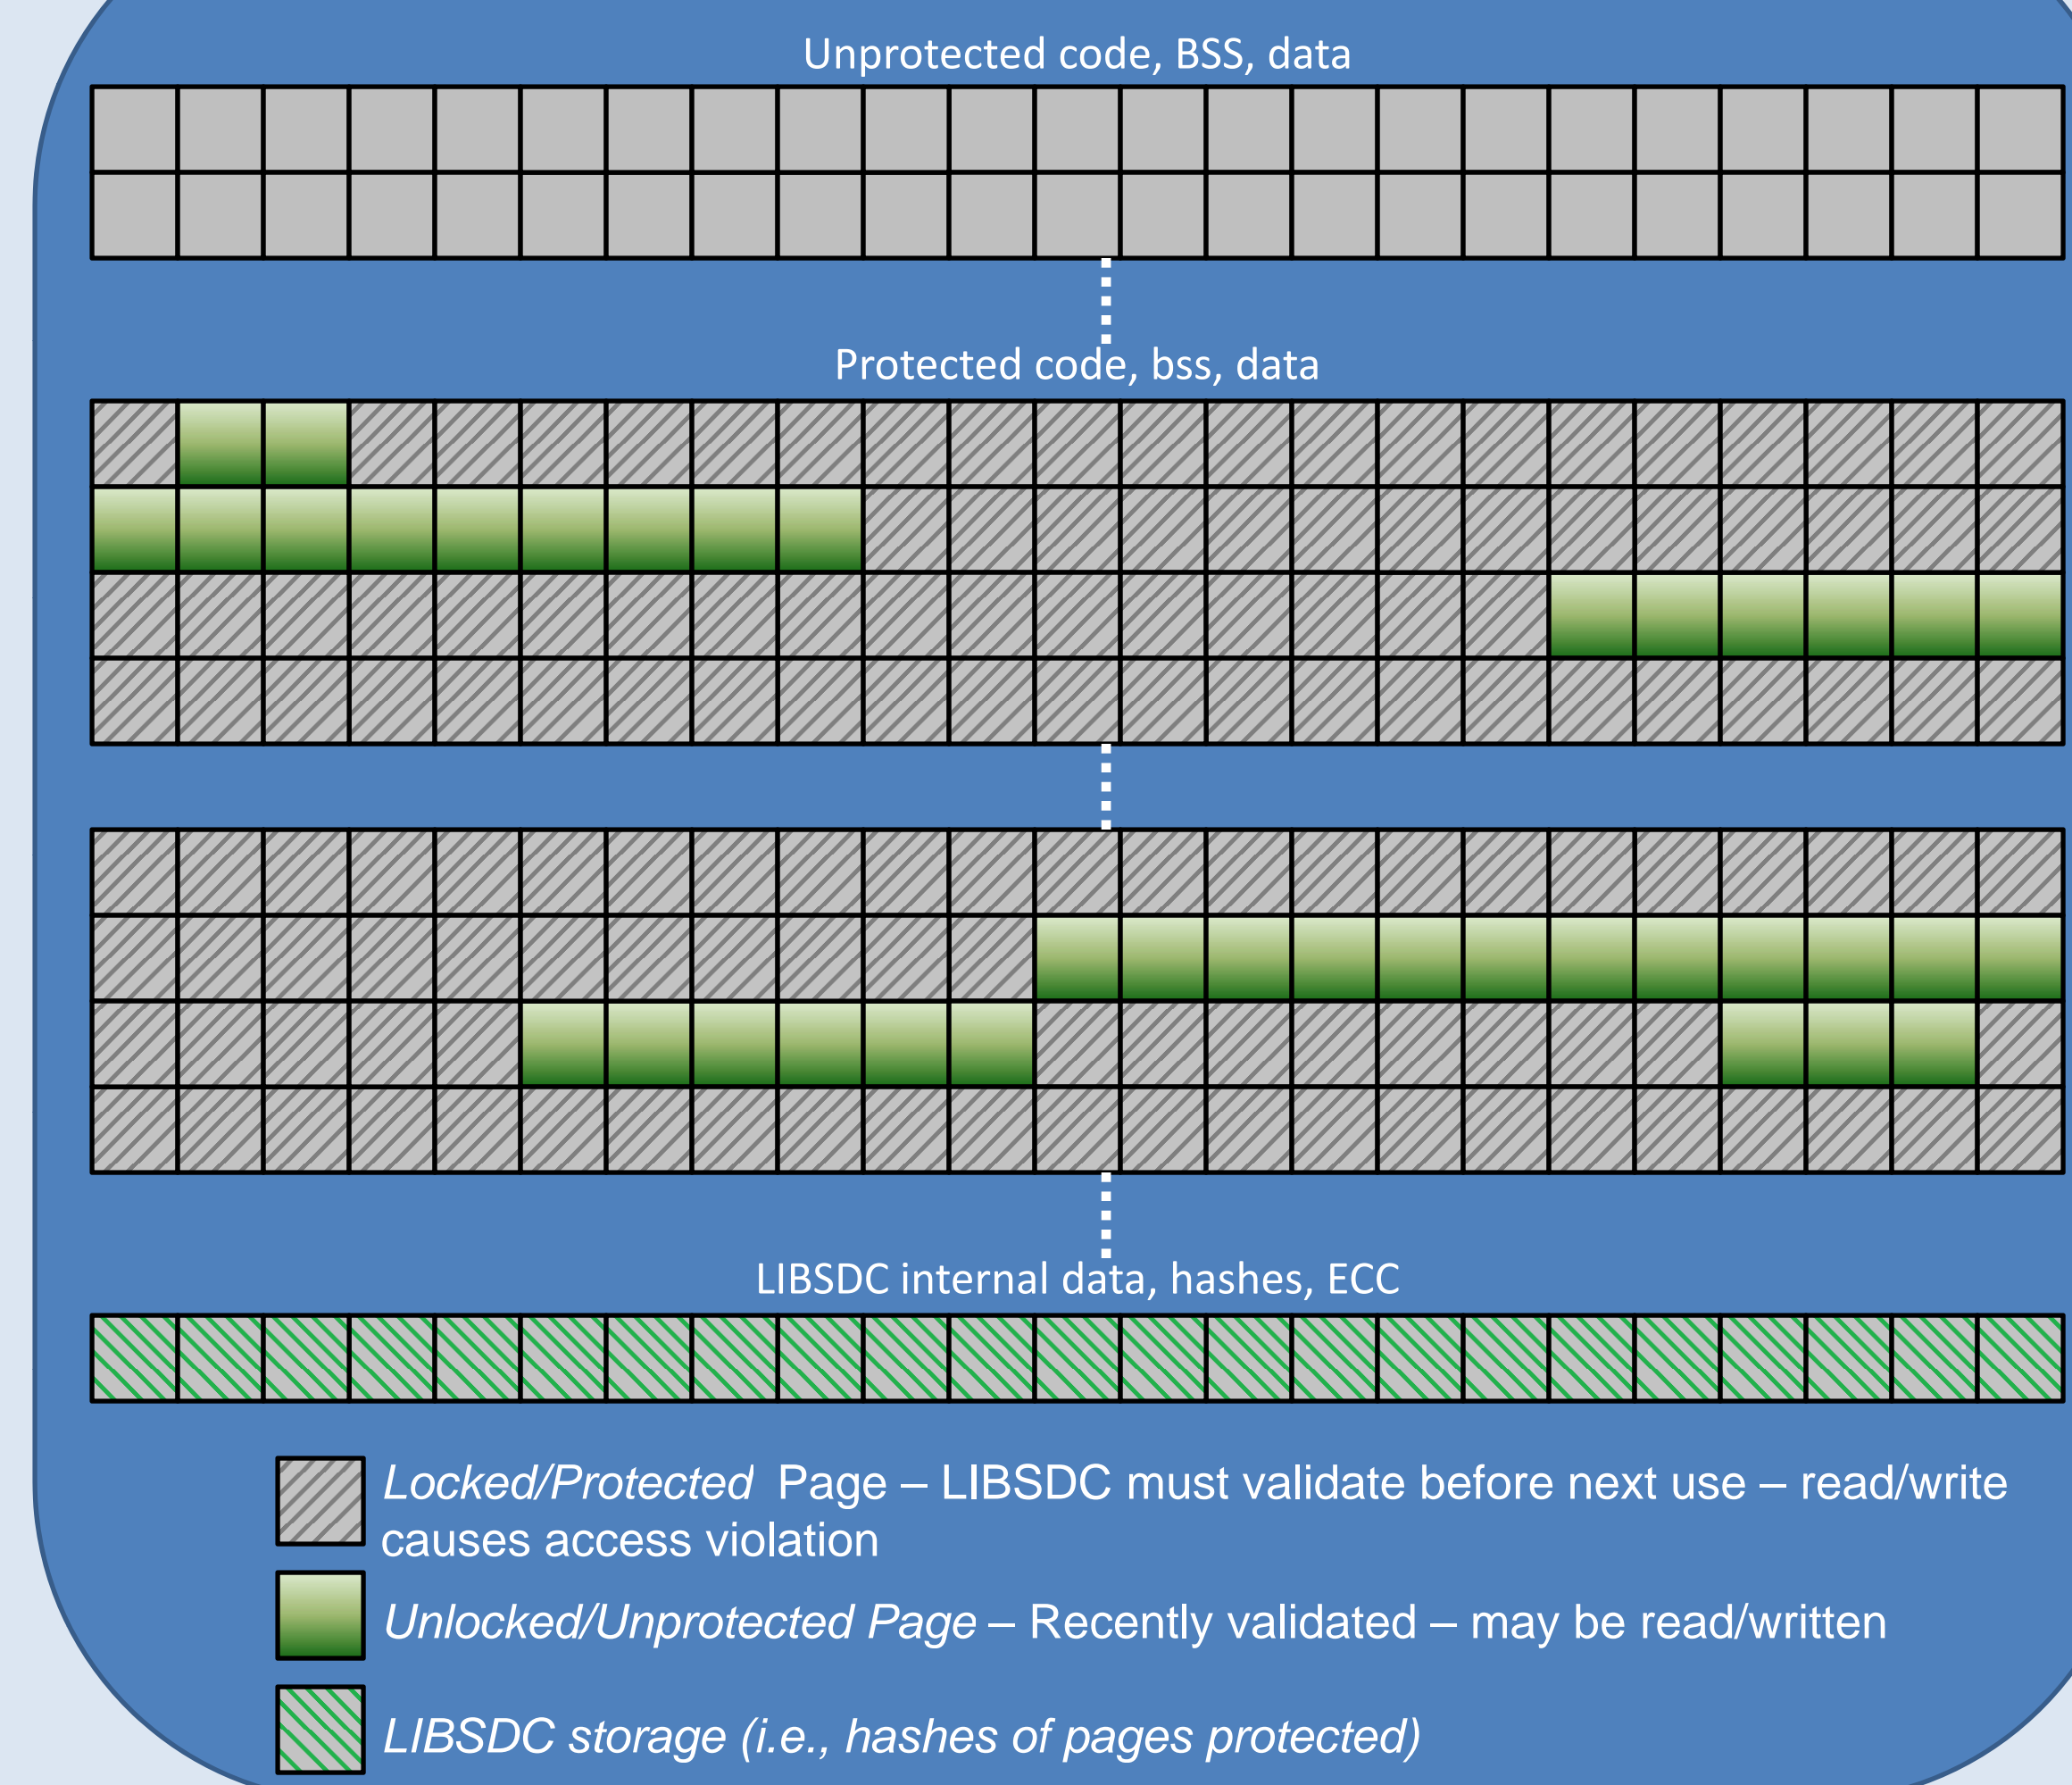 Unprotected code, BSS, data
Protected code, bss, data
LIBSDC internal data, hashes, ECC
Locked/Protected Page – LIBSDC must validate before next use – read/write
causes access violation
Unlocked/Unprotected Page – Recently validated – may be read/written
LIBSDC storage (i.e., hashes of pages protected)